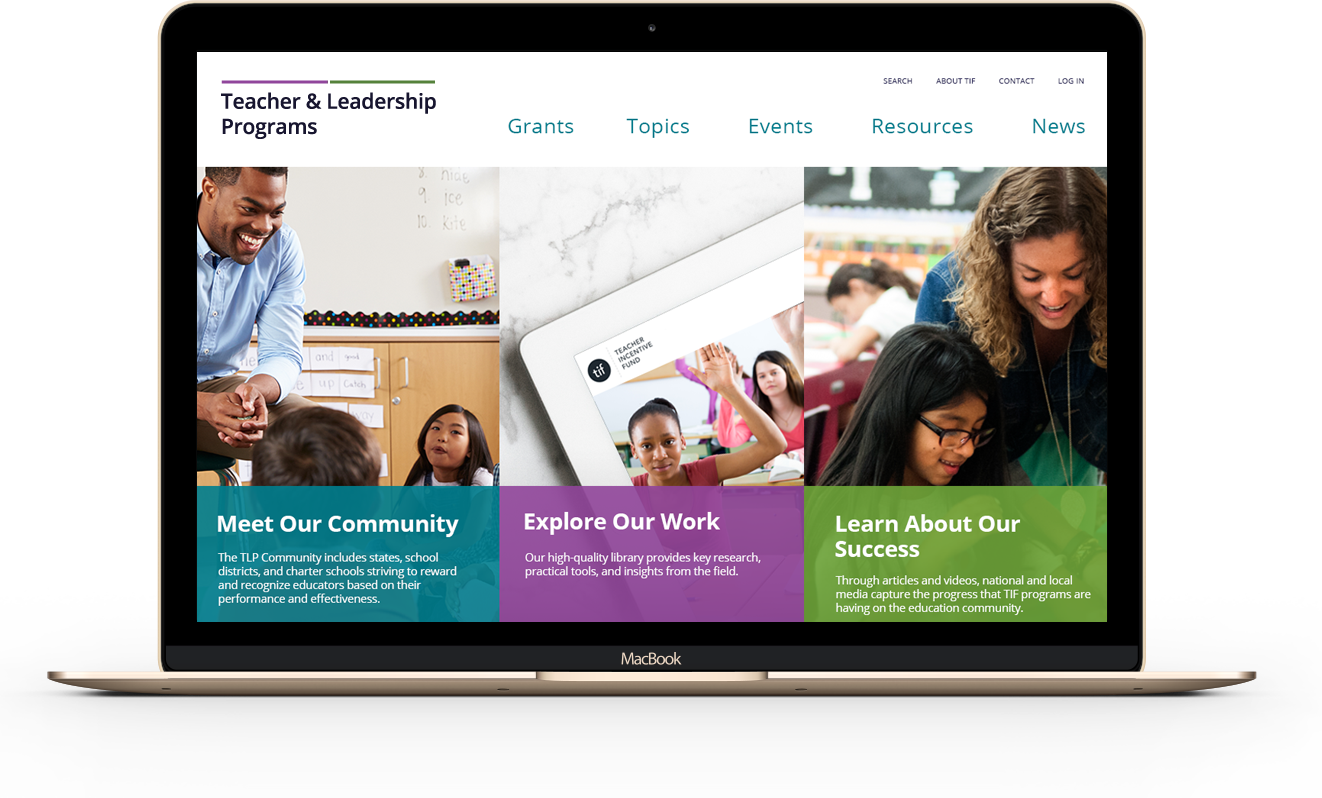 SEARCH ABOUT TIF CONTACT LOG IN
Teacher & Leadership
Programs
Grants Topics Events Resources News
8. nine
9. ice
10. kite
and good
up Catch
way
tif TEACHER
INCENTIVE
FUND
Meet Our Community
The TLP Community includes states, school
districts, and charter schools striving to reward
and recognize educators based on their
performance and effectiveness.
Explore Our Work
Our high-quality library provides key research,
practical tools, and insights from the field.
Learn About Our
Success
Through articles and videos, national and local
media capture the progress that TIF programs are
having on the education community.
MacBook